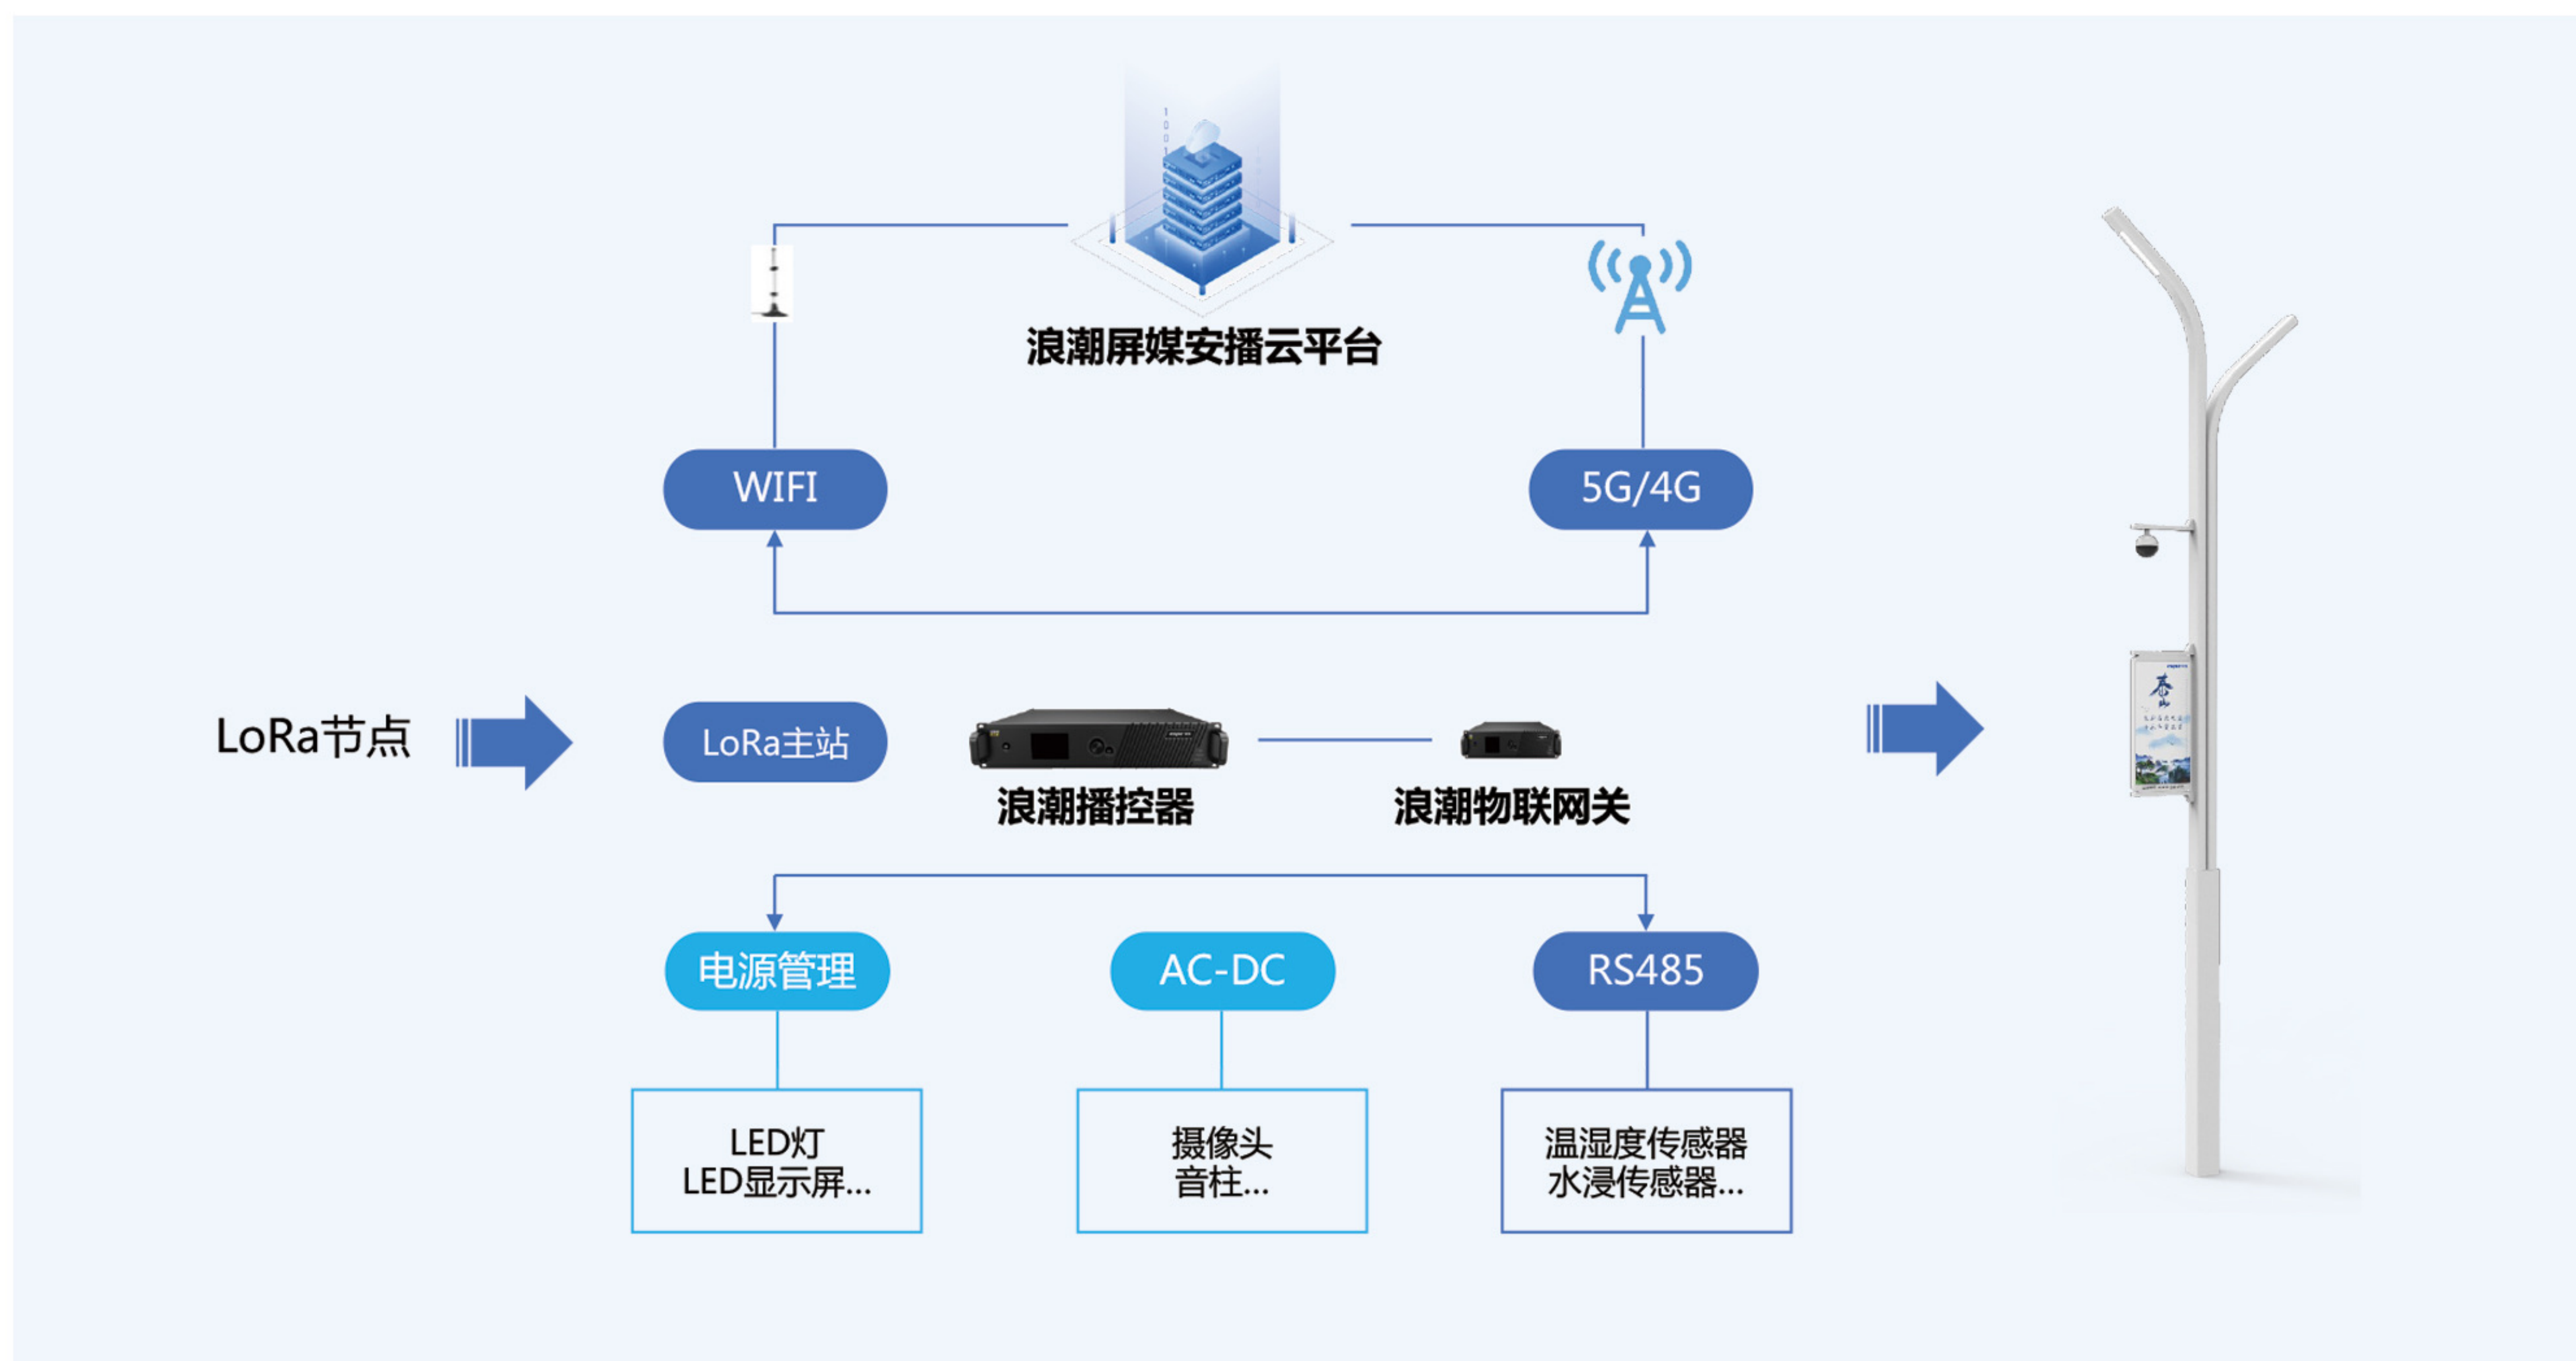 浪潮屏媒安播云平台
WIFI
5G/4G
LoRa节点
LoRa主站
浪潮播控器
浪潮物联网关
电源管理
AC-DC
RS485
LED灯
LED显示屏...
摄像头
音柱...
温湿度传感器
水浸传感器...
泰山